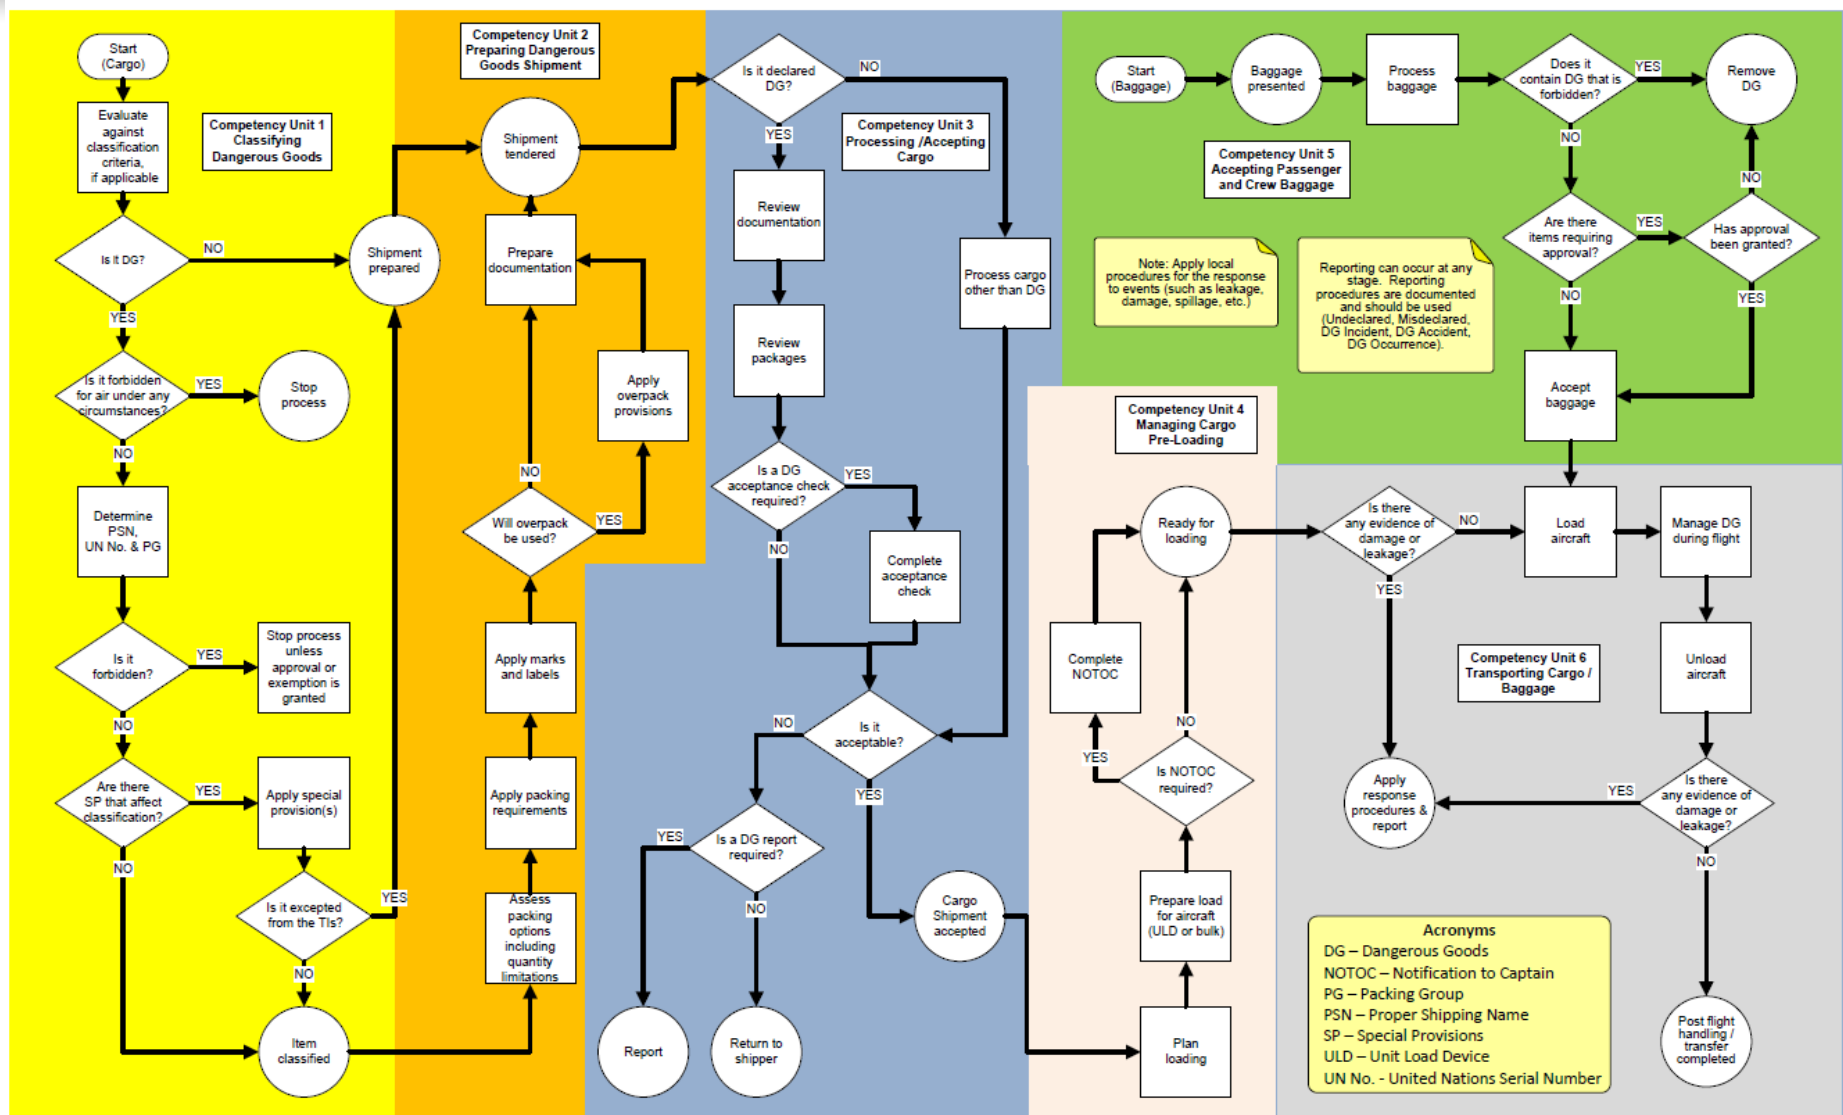 Start
(Cargo)
Evaluate
against
classification
criteria,
if applicable
Competency Unit 1
Classifying
Dangerous Goods
Is it DG?
NO
YES
Shipment
prepared
Is it forbidden
for air under any
circumstances?
YES
Stop
process
NO
Determine
PSN,
UN No. & PG
Is it
forbidden?
YES
Stop process
unless
approval or
exemption is
granted
NO
Are there
SP that affect
classification?
YES
Apply special
provision(s)
NO
Is it excepted
from the TIs?
YES
NO
Item
classified
Competency Unit 2
Preparing Dangerous
Goods Shipment
Shipment
tendered
Prepare
documentation
Apply
overpack
provisions
NO
Will overpack
be used?
YES
Apply marks
and labels
Apply packing
requirements
Assess
packing
options
including
quantity
limitations
Is it declared
DG?
NO
YES
Competency Unit 3
Processing /Accepting
Cargo
Review
documentation
Process cargo
other than DG
Review
packages
Is a DG
acceptance check
required?
YES
NO
Complete
acceptance
check
Is it
acceptable?
NO
YES
Is a DG report
required?
YES
NO
Cargo
Shipment
accepted
Report
Return to
shipper
Competency Unit 4
Managing Cargo
Pre-Loading
Ready for
loading
Complete
NOTOC
NO
YES
Is NOTOC
required?
Prepare load
for aircraft
(ULD or bulk)
Plan
loading
Start
(Baggage)
Baggage
presented
Process
baggage
Does it
contain DG that is
forbidden?
YES
Remove
DG
NO
Competency Unit 5
Accepting Passenger
and Crew Baggage
NO
Are there
items requiring
approval?
YES
Has approval
been granted?
NO
YES
Note: Apply local
procedures for the response
to events (such as leakage,
damage, spillage, etc.)
Reporting can occur at any
stage. Reporting
procedures are documented
and should be used
(Undeclared, Misdeclared,
DG Incident, DG Accident,
DG Occurrence).
Accept
baggage
Is there
any evidence of
damage or
leakage?
NO
YES
Load
aircraft
Manage DG
during flight
Competency Unit 6
Transporting Cargo /
Baggage
Unload
aircraft
Apply
response
procedures &
report
YES
Is there
any evidence of
damage or
leakage?
NO
Post flight
handling /
transfer
completed
Acronyms
DG – Dangerous Goods
NOTOC – Notification to Captain
PG – Packing Group
PSN – Proper Shipping Name
SP – Special Provisions
ULD – Unit Load Device
UN No. - United Nations Serial Number